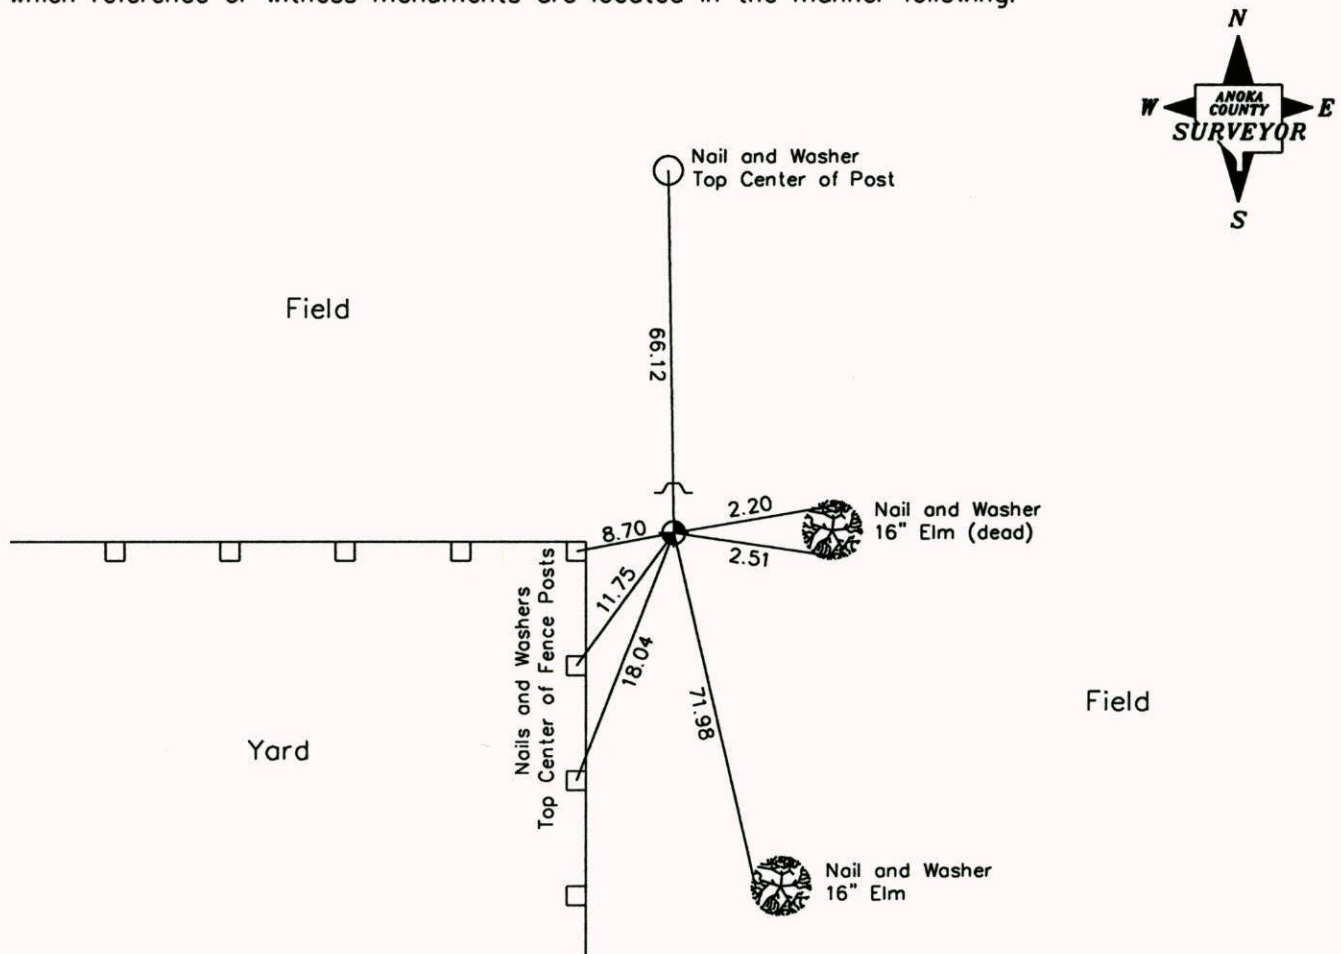 which reference or witness monuments are located in the manner following:
N
W
ANOKA
COUNTY
E
SURVEYOR
S
Nail and Washer
Top Center of Post
Field
66.12
2.20
Nail and Washer
16" Elm (dead)
8.70
2.51
11.75
18.04
Nails and Washers
Top Center of Fence Posts
71.98
Field
Yard
Nail and Washer
16" Elm